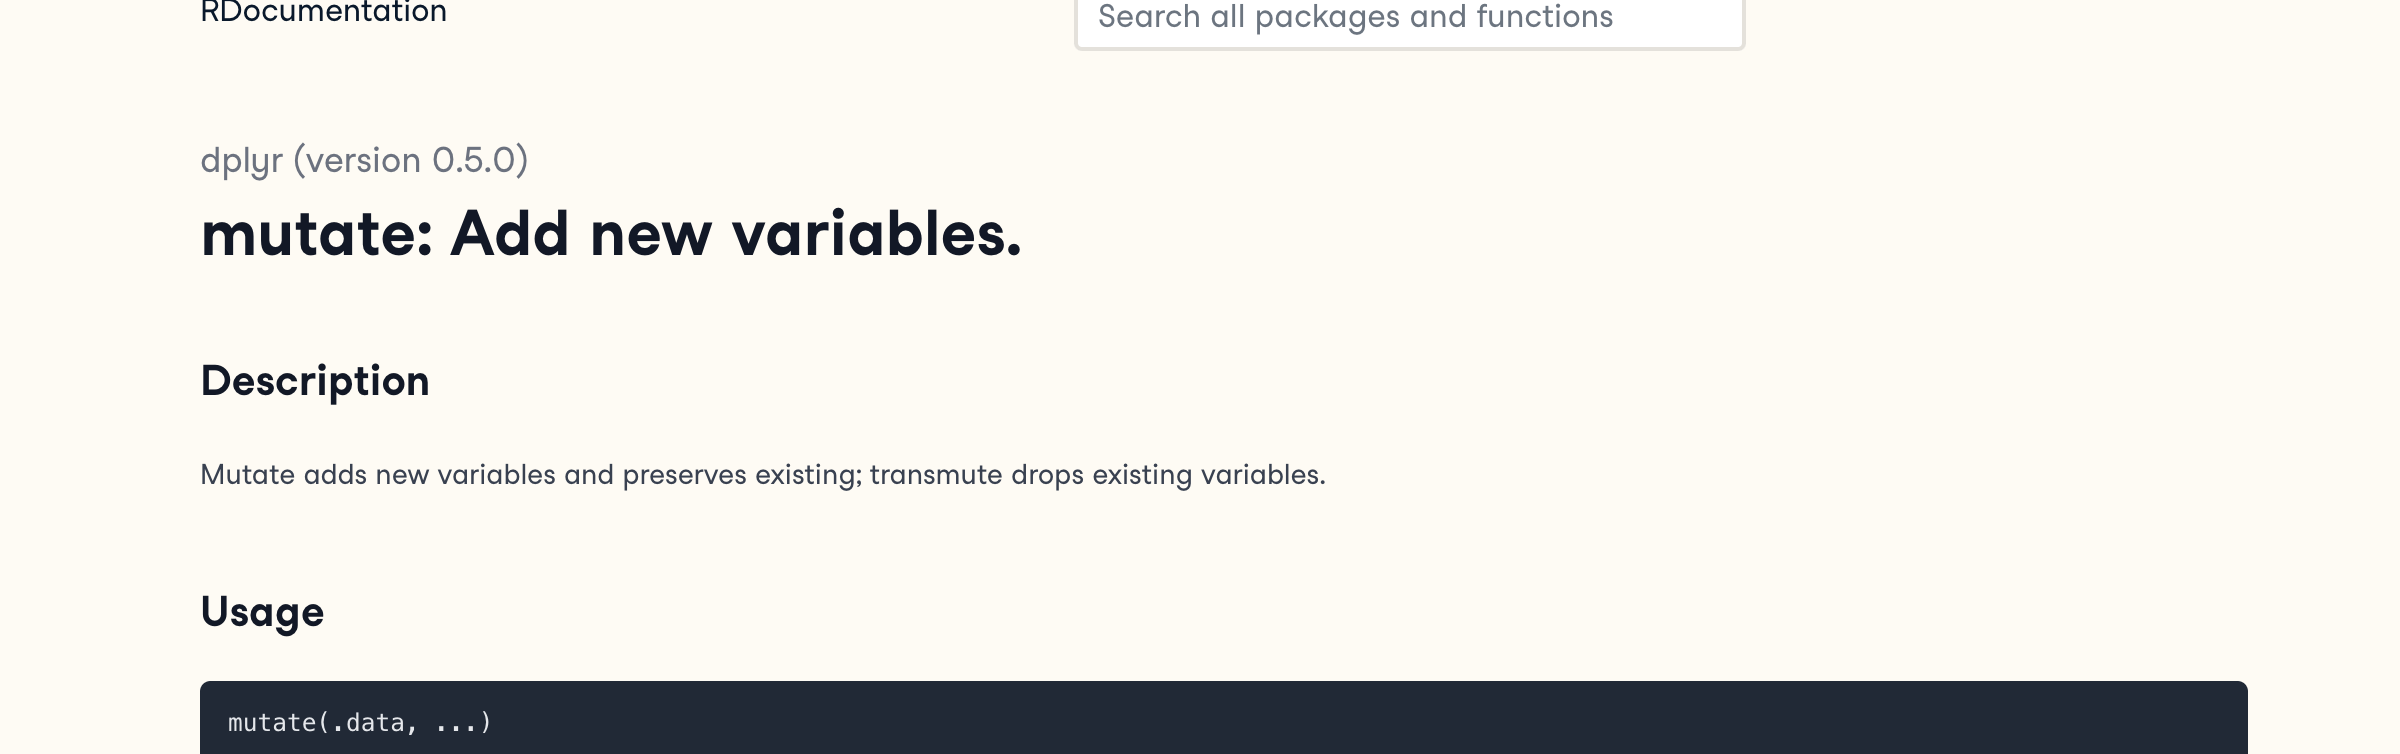 RDocumentation
Search all packages and functions
dplyr (version 0.5.0)
mutate: Add new variables.
Description
Mutate adds new variables and preserves existing; transmute drops existing variables.
Usage
mutate(.data, ...)